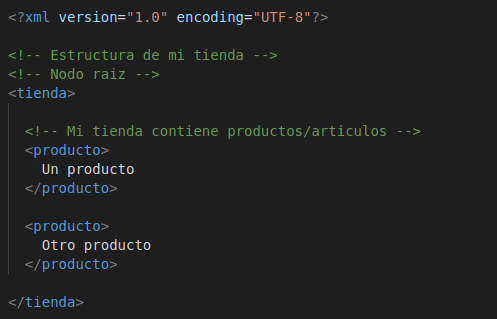 <?xml version="1.0" encoding="UTF-8"?>
<!-- Estructura de mi tienda -->
<!-- Nodo raiz -->
<tienda>
<!-- Mi tienda contiene productos/articulos -->
<producto>
Un producto
</producto>
<producto>
Otro producto
</producto>
</tienda>